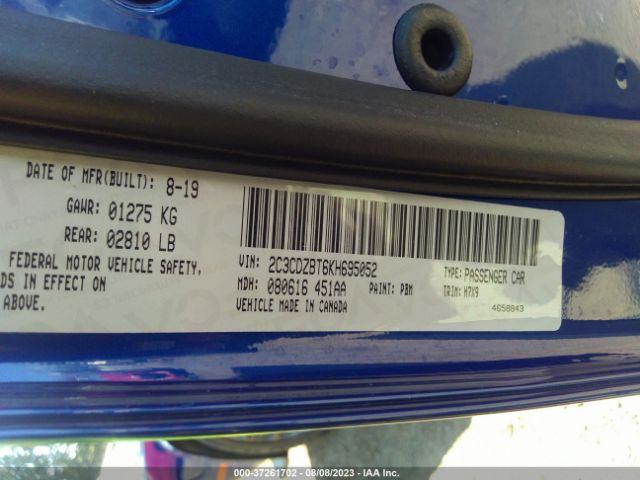 DATE OF MFR(BUILT): 8-19
GAWR: 01275 KG
REAR: 02810 LB
FEDERAL MOTOR VEHICLE SAFETY,
DS IN EFFECT ON
ABOVE.
VIN: 2C3CDZBT6KH695052
TYPE: PASSENGER CAR
MDH: 080616 451AA
PAINT: PBM
TRIM: H7X9
VEHICLE MADE IN CANADA
4658843
000-37261702 - 08/08/2023 - IAA Inc.